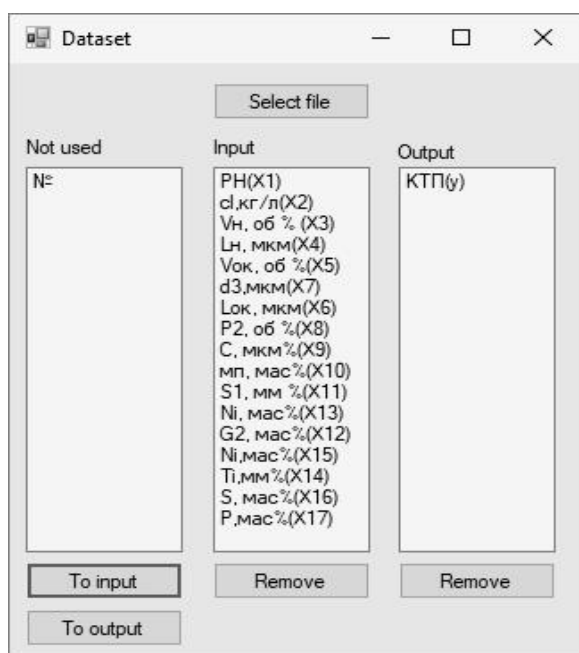 Dataset
Select file
Not used
Input
Output
№
PH(X1)
cl,кг/л(X2)
Vн, об % (X3)
Lн, мкм(X4)
Vок, об %(X5)
d3,мкм(X7)
Lок, мкм(X6)
P2, об %(X8)
C, мкм%(X9)
мп, мас%(X10)
S1, мм %(X11)
Ni, мас%(X13)
G2, мас%(X12)
Ni,мас%(X15)
Ti,мм%(X14)
S, мас%(X16)
P,мас%(X17)
КТП(y)
To input
Remove
Remove
To output